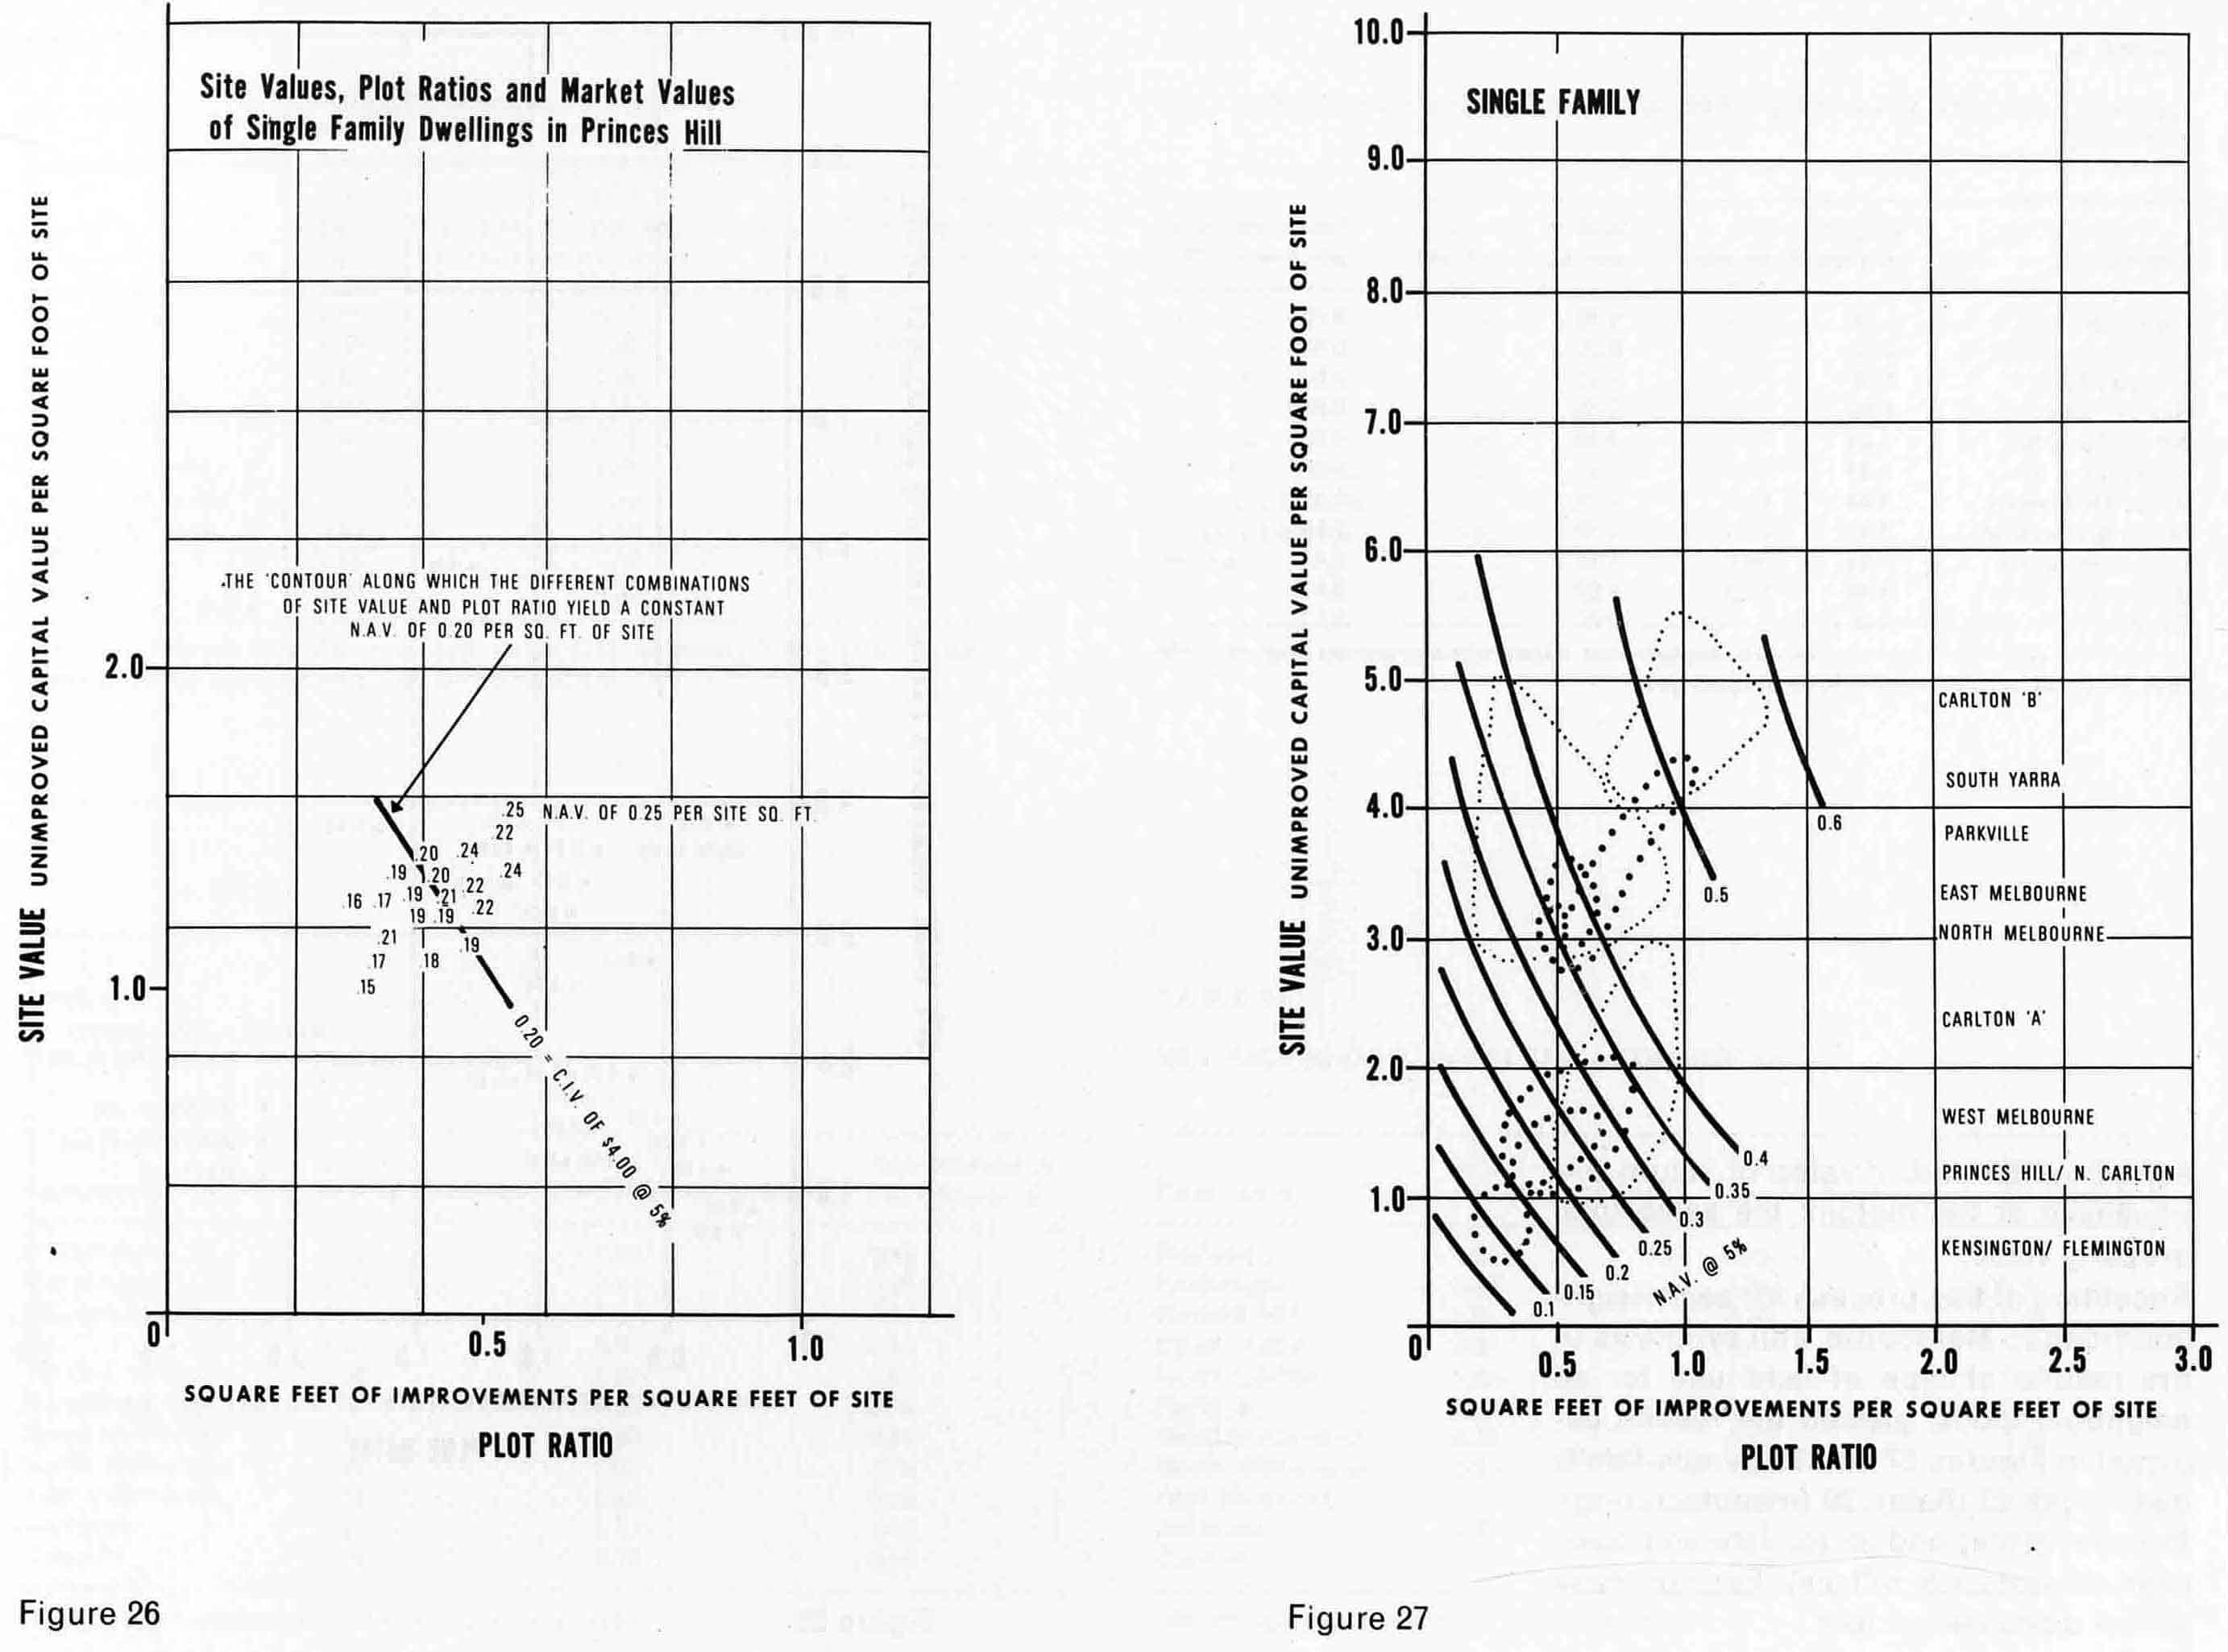 Site Values, Plot Ratios and Market Values
of Single Family Dwellings in Princes Hill
SITE VALUE UNIMPROVED CAPITAL VALUE PER SQUARE FOOT OF SITE
THE 'CONTOUR' ALONG WHICH THE DIFFERENT COMBINATIONS
OF SITE VALUE AND PLOT RATIO YIELD A CONSTANT
N.A.V. OF 0.20 PER SQ. FT. OF SITE
2.0
.25 N.A.V. OF 0.25 PER SITE SQ. FT.
.22
.20 .24
.19 .20 .24
.16 .17 .19 .21 .22
.19 .19 .22
.21 .19
.17 .18
1.0
.15
0.20 = C.I.V. OF $4.00 @ 5%
0 0.5 1.0
SQUARE FEET OF IMPROVEMENTS PER SQUARE FEET OF SITE
PLOT RATIO
Figure 26
SINGLE FAMILY
SITE VALUE UNIMPROVED CAPITAL VALUE PER SQUARE FOOT OF SITE
10.0
9.0
8.0
7.0
6.0
5.0
4.0
3.0
2.0
1.0
CARLTON 'B'
SOUTH YARRA
PARKVILLE
EAST MELBOURNE
NORTH MELBOURNE
CARLTON 'A'
WEST MELBOURNE
PRINCES HILL/ N. CARLTON
KENSINGTON/ FLEMINGTON
0.6
0.5
0.4
0.35
0.3
0.25
0.2
0.15
0.1
N.A.V. @ 5%
0 0.5 1.0 1.5 2.0 2.5 3.0
SQUARE FEET OF IMPROVEMENTS PER SQUARE FEET OF SITE
PLOT RATIO
Figure 27